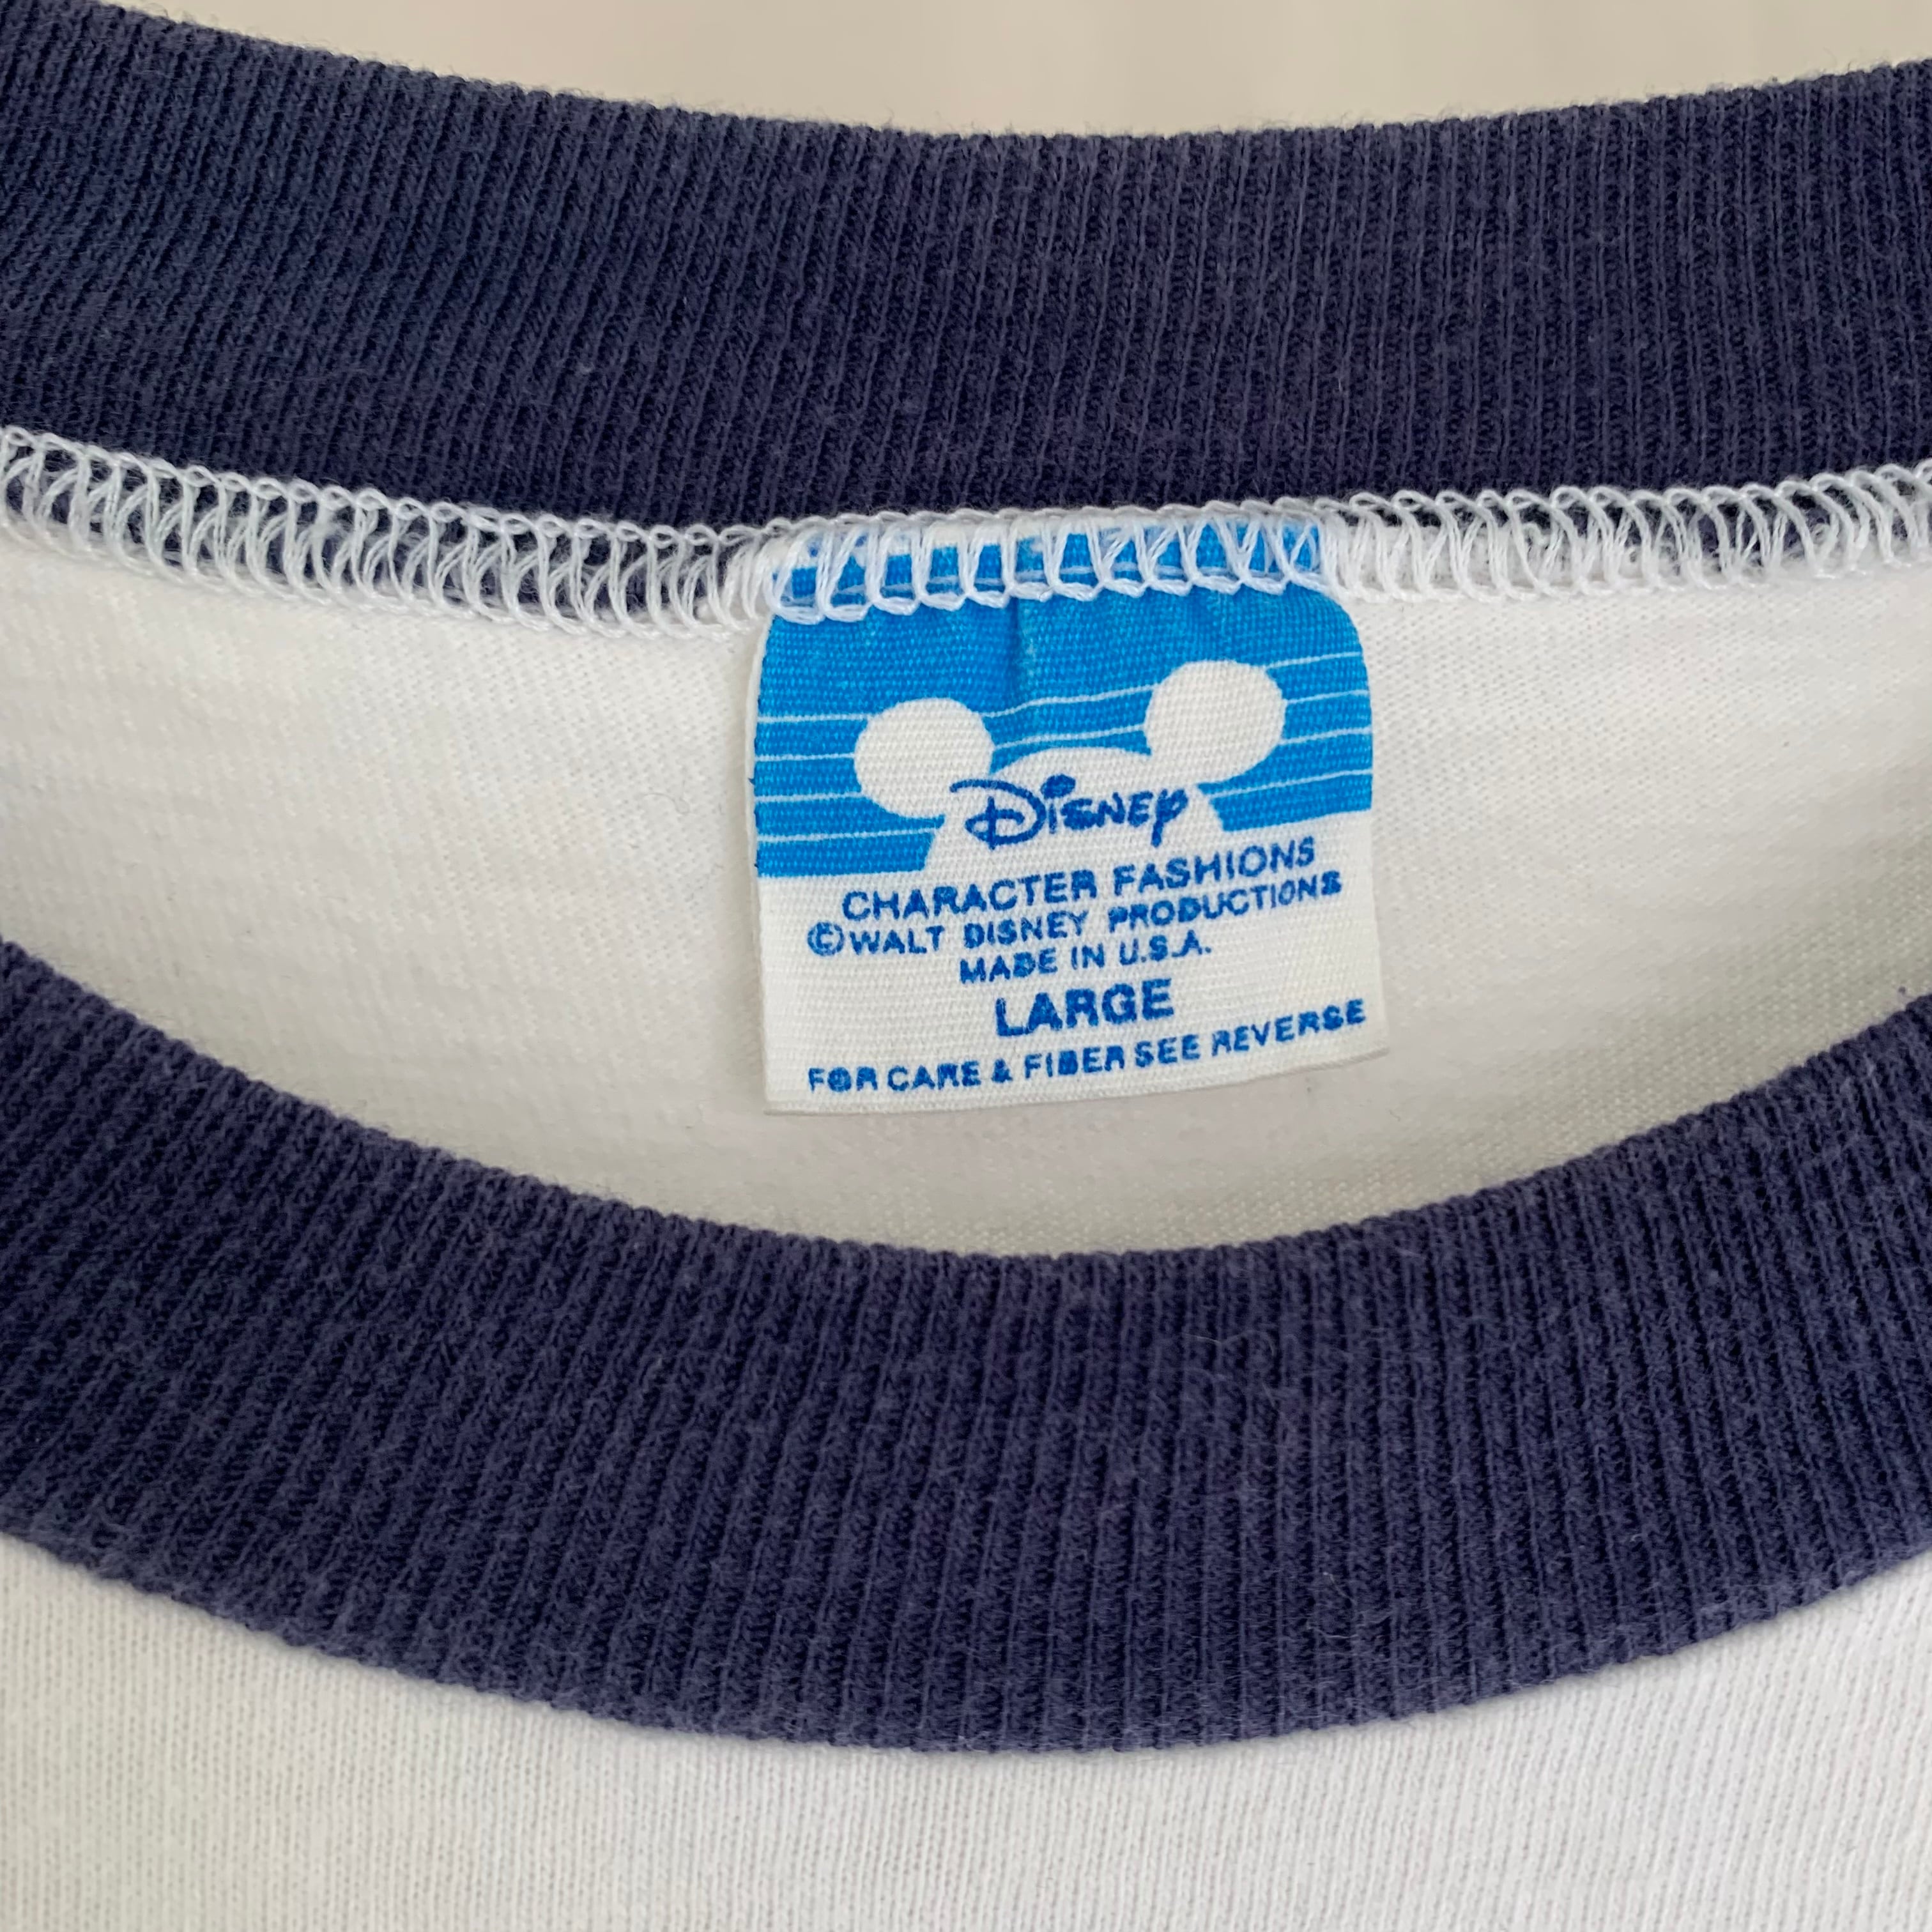 Disney
CHARACTER FASHIONS
©WALT DISNEY PRODUCTIONS
MADE IN U.S.A.
LARGE
FOR CARE & FIBER SEE REVERSE